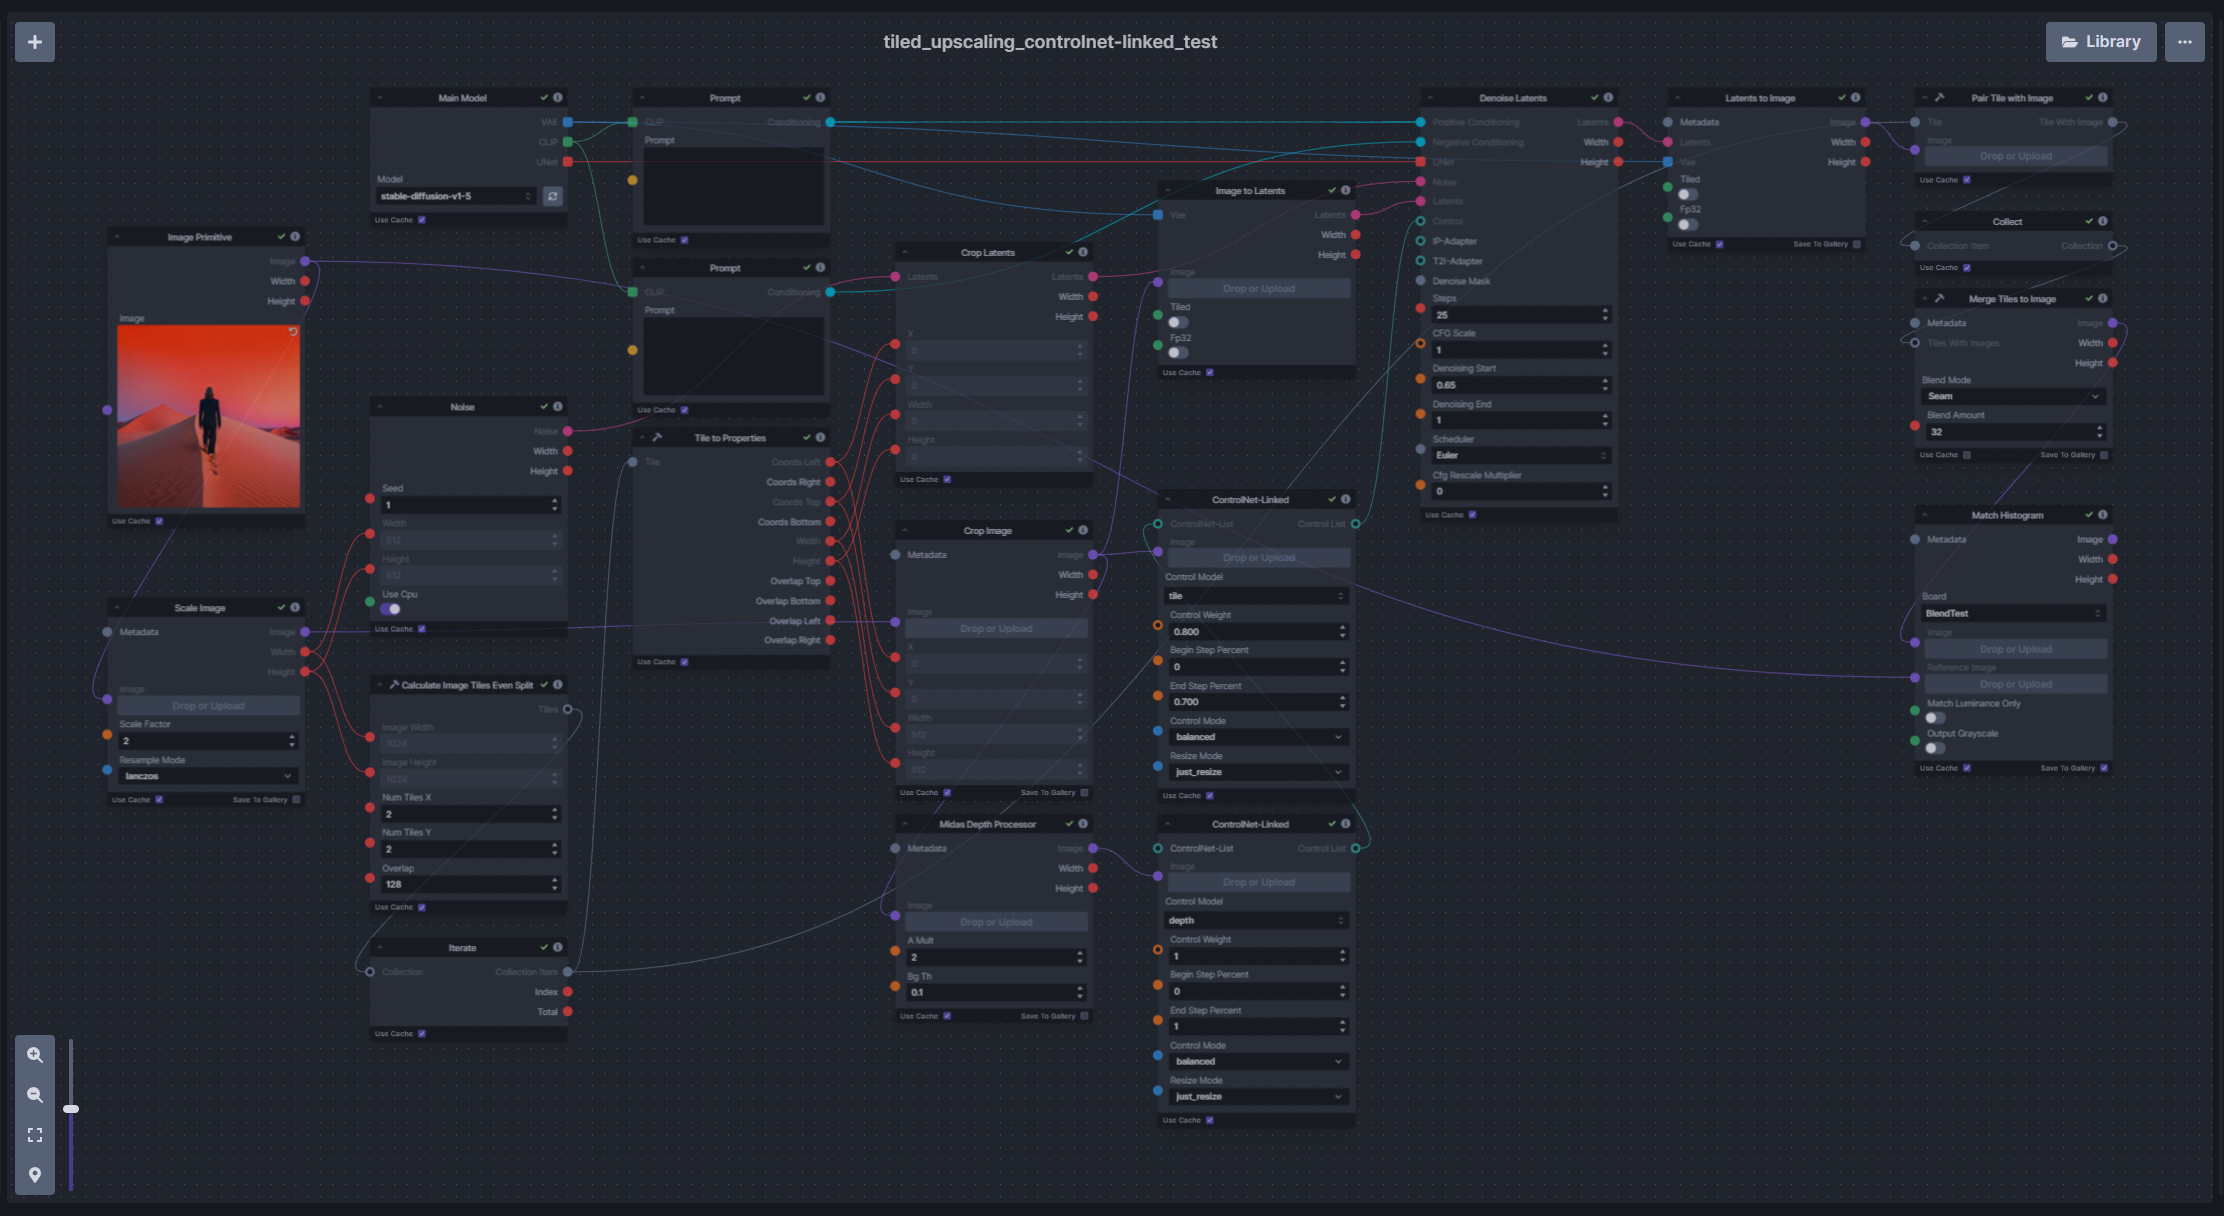 tiled_upscaling_controlnet-linked_test
Library
Image Primitive
Image
Width
Height
Image
Use Cache
Scale Image
Metadata
Image
Width
Height
Image
Drop or Upload
Scale Factor
2
Resample Mode
lanczos
Use Cache
Save To Gallery
Main Model
VAE
CLIP
UNet
Model
stable-diffusion-v1-5
Use Cache
Noise
Noise
Width
Height
Seed
1
Width
512
Height
512
Use Cpu
Use Cache
Calculate Image Tiles Even Split
Tiles
Image Width
1024
Image Height
1024
Num Tiles X
2
Num Tiles Y
2
Overlap
128
Use Cache
Iterate
Collection
Collection Item
Index
Total
Use Cache
Prompt
CLIP
Conditioning
Prompt
Use Cache
Prompt
CLIP
Conditioning
Prompt
Use Cache
Tile to Properties
Tile
Coords Left
Coords Right
Coords Top
Coords Bottom
Width
Height
Overlap Top
Overlap Bottom
Overlap Left
Overlap Right
Use Cache
Crop Latents
Latents
Latents
Width
Height
X
0
Y
0
Width
0
Height
0
Use Cache
Crop Image
Metadata
Image
Width
Height
Image
Drop or Upload
X
0
Y
0
Width
512
Height
512
Use Cache
Save To Gallery
Midas Depth Processor
Metadata
Image
Width
Height
Image
Drop or Upload
A Mult
2
Bg Th
0.1
Use Cache
Save To Gallery
Image to Latents
Vae
Latents
Width
Height
Image
Drop or Upload
Tiled
Fp32
Use Cache
ControlNet-Linked
ControlNet-List
Control List
Image
Drop or Upload
Control Model
tile
Control Weight
0.800
Begin Step Percent
0
End Step Percent
0.700
Control Mode
balanced
Resize Mode
just_resize
Use Cache
ControlNet-Linked
ControlNet-List
Control List
Image
Drop or Upload
Control Model
depth
Control Weight
1
Begin Step Percent
0
End Step Percent
1
Control Mode
balanced
Resize Mode
just_resize
Use Cache
Denoise Latents
Positive Conditioning
Latents
Negative Conditioning
Width
UNet
Height
Noise
Latents
Control
IP-Adapter
T2I-Adapter
Denoise Mask
Steps
25
CFG Scale
1
Denoising Start
0.65
Denoising End
1
Scheduler
Euler
Cfg Rescale Multiplier
0
Use Cache
Latents to Image
Metadata
Image
Latents
Width
Vae
Height
Tiled
Fp32
Use Cache
Save To Gallery
Pair Tile with Image
Tile
Tile With Image
Image
Drop or Upload
Use Cache
Collect
Collection Item
Collection
Use Cache
Merge Tiles to Image
Metadata
Image
Tiles With Images
Width
Height
Blend Mode
Seam
Blend Amount
32
Use Cache
Save To Gallery
Match Histogram
Metadata
Image
Width
Height
Board
BlendTest
Image
Drop or Upload
Reference Image
Drop or Upload
Match Luminance Only
Output Grayscale
Use Cache
Save To Gallery